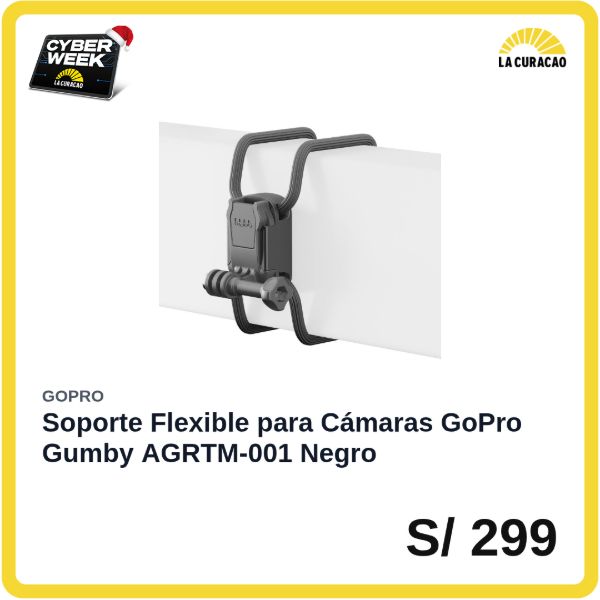 CYBER
WEEK
LA CURACAO
LA CURACAO
GOPRO
Soporte Flexible para Cámaras GoPro
Gumby AGRTM-001 Negro
S/ 299